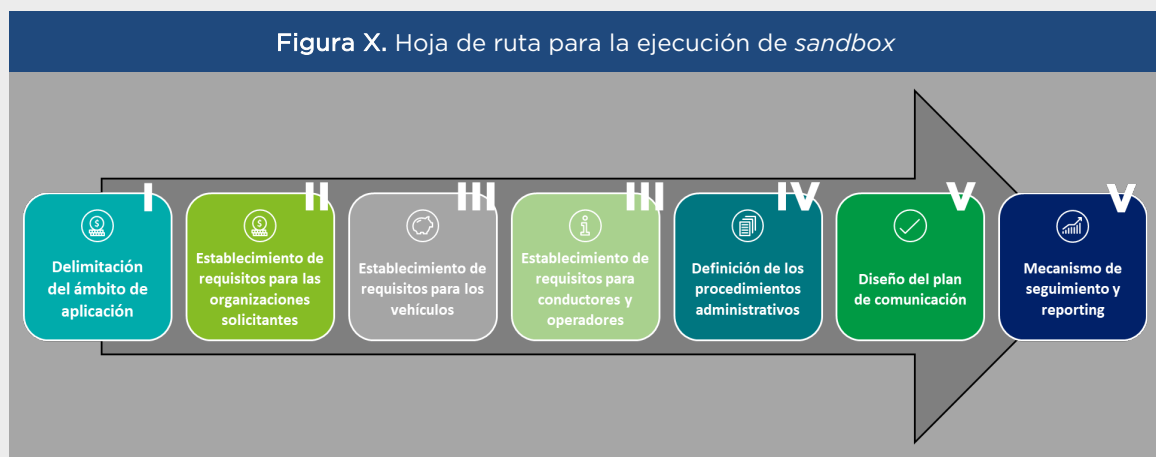 Figura X. Hoja de ruta para la ejecución de sandbox
I
Delimitación
del ámbito de
aplicación
II
Establecimiento de
requisitos para las
organizaciones
solicitantes
III
Establecimiento de
requisitos para los
vehículos
III
Establecimiento de
requisitos para
conductores y
operadores
IV
Definición de los
procedimientos
administrativos
V
Diseño del plan
de comunicación
V
Mecanismo de
seguimiento y
reporting